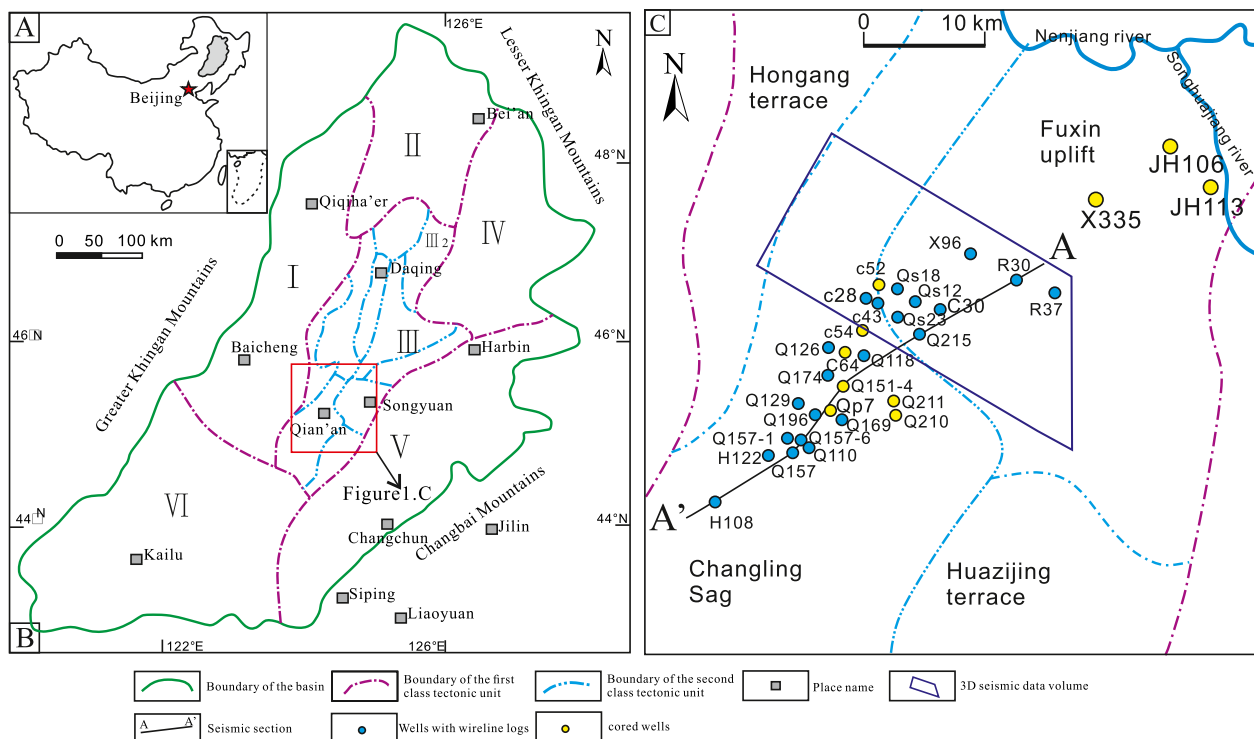 A
Beijing
0 50 100 km
126°E
N
Lesser Khingan Mountains
Bei'an
II
48°N
Qiqiha'er
III2
IV
I
Daqing
46□N
46°N
III
Baicheng
Harbin
Greater Khingan Mountains
Songyuan
Qian'an
V
Figure1.C
VI
44□N
44°N
Changchun
Changbai Mountains
Jilin
Kailu
Siping
Liaoyuan
B
122°E
126°E
C
0 10 km
Nenjiang river
N
Hongang
terrace
Songhuajiang river
Fuxin
uplift
JH106
JH113
X335
X96
A
R30
c52
Qs18
Qs12
c28
C30
R37
c43
Qs23
c54
Q215
Q126
C64
Q118
Q174
Q151-4
Q129
Qp7
Q211
Q196
Q169
Q210
Q157-1
Q157-6
H122
Q110
Q157
A’
H108
Changling
Sag
Huazijing
terrace
Boundary of the basin
Boundary of the first
class tectonic unit
Boundary of the second
class tectonic unit
Place name
3D seismic data volume
A A’
Seismic section
Wells with wireline logs
cored wells